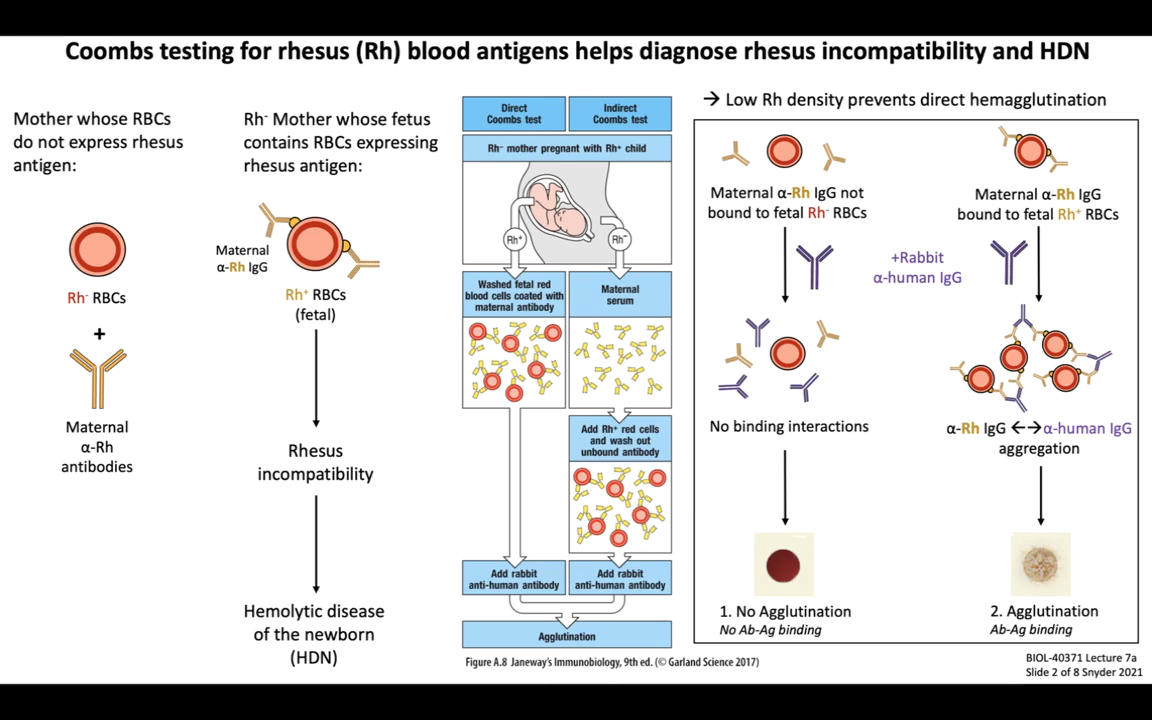 Coombs testing for rhesus (Rh) blood antigens helps diagnose rhesus incompatibility and HDN
Mother whose RBCs
do not express rhesus
antigen:
Rh⁻ RBCs
+
Maternal
α-Rh
antibodies
Rh⁻ Mother whose fetus
contains RBCs expressing
rhesus antigen:
Maternal
α-Rh IgG
Rh⁺ RBCs
(fetal)
Rhesus
incompatibility
Hemolytic disease
of the newborn
(HDN)
Direct
Coombs test
Indirect
Coombs test
Rh⁻ mother pregnant with Rh⁺ child
Rh⁺
Rh⁻
Washed fetal red
blood cells coated with
maternal antibody
Maternal
serum
Add Rh⁺ red cells
and wash out
unbound antibody
Add rabbit
anti-human antibody
Add rabbit
anti-human antibody
Agglutination
Figure A.8 Janeway's Immunobiology, 9th ed. (© Garland Science 2017)
→ Low Rh density prevents direct hemagglutination
Maternal α-Rh IgG not
bound to fetal Rh⁻ RBCs
Maternal α-Rh IgG
bound to fetal Rh⁺ RBCs
+Rabbit
α-human IgG
No binding interactions
α-Rh IgG ←→α-human IgG
aggregation
1. No Agglutination
No Ab-Ag binding
2. Agglutination
Ab-Ag binding
BIOL-40371 Lecture 7a
Slide 2 of 8 Snyder 2021